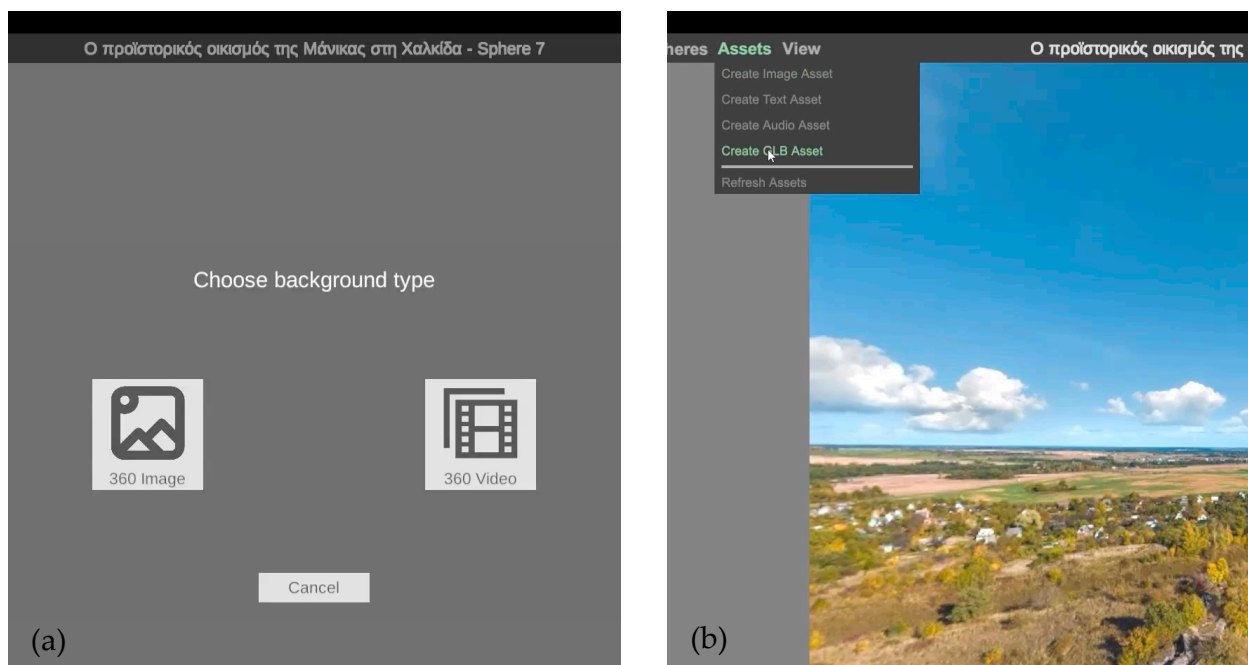 Ο προϊστορικός οικισμός της Μάνικας στη Χαλκίδα - Sphere 7
Choose background type
360 Image
360 Video
Cancel
(a)
heres Assets View
Ο προϊστορικός οικισμός της
Create Image Asset
Create Text Asset
Create Audio Asset
Create GLB Asset
Refresh Assets
(b)